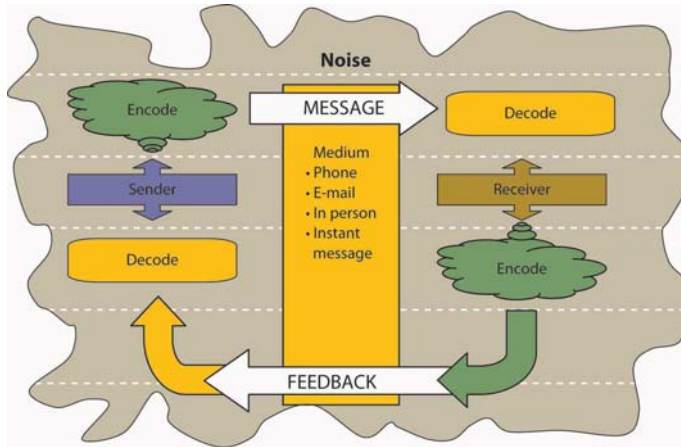 Noise
Encode
MESSAGE
Decode
Medium
• Phone
• E-mail
• In person
• Instant
message
Sender
Receiver
Decode
Encode
FEEDBACK